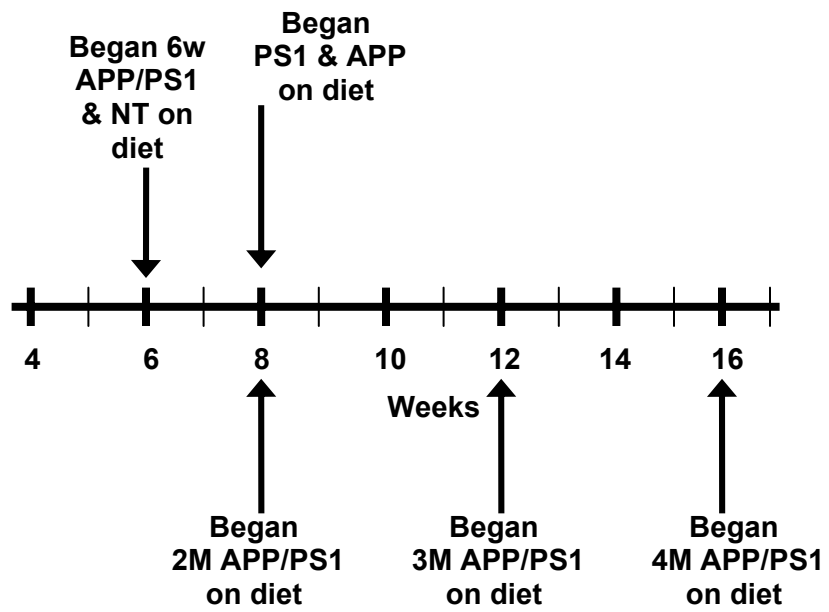 Began 6w
APP/PS1
& NT on
diet
Began
PS1 & APP
on diet
4 6 8 10 12 14 16
Weeks
Began
2M APP/PS1
on diet
Began
3M APP/PS1
on diet
Began
4M APP/PS1
on diet